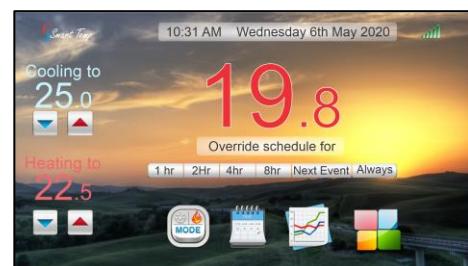 Smart Temp
10:31 AM Wednesday 6th May 2020
Cooling to
25.0
19.8
Override schedule for
1 hr 2Hr 4hr 8hr Next Event Always
Heating to
22.5
MODE